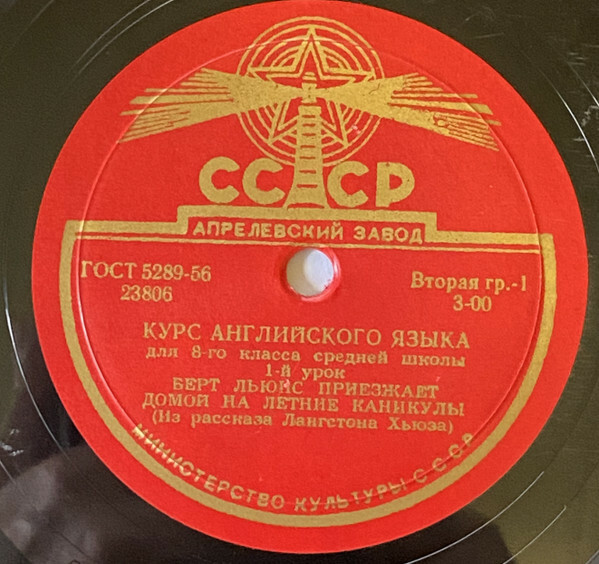 СССР
АПРЕЛЕВСКИЙ ЗАВОД
ГОСТ 5289-56
23806
Вторая гр.-1
3-00
КУРС АНГЛИЙСКОГО ЯЗЫКА
для 8-го класса средней школы
1-й урок
БЕРТ ЛЬЮИС ПРИЕЗЖАЕТ
ДОМОЙ НА ЛЕТНИЕ КАНИКУЛЫ
(Из рассказа Лангстона Хьюза)
МИНИСТЕРСТВО КУЛЬТУРЫ СССР